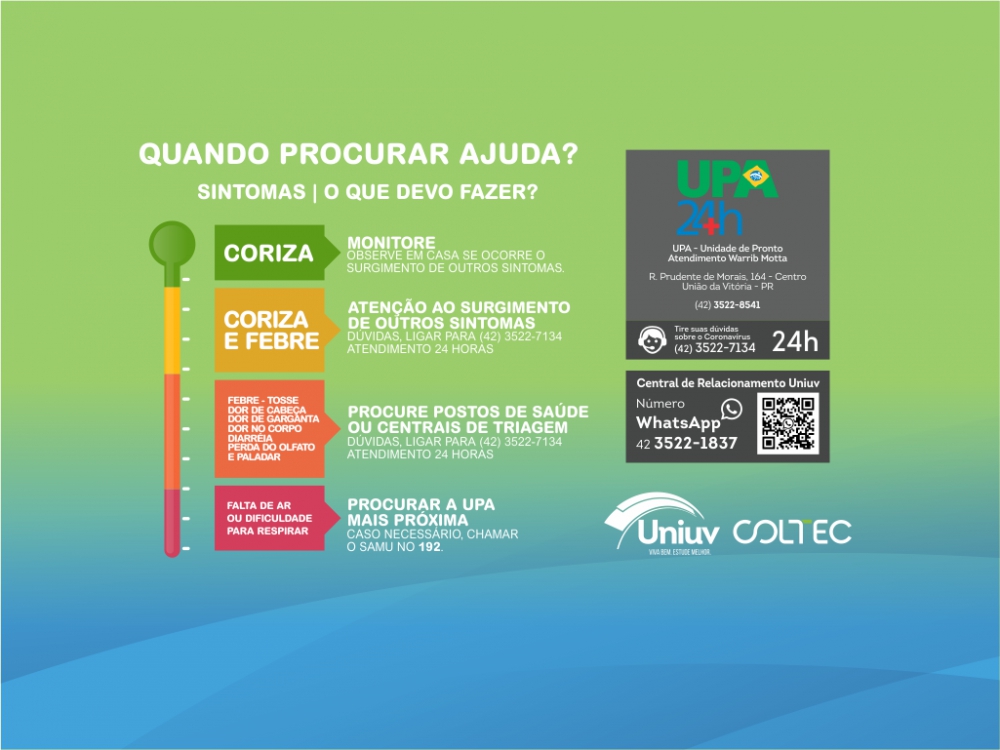 QUANDO PROCURAR AJUDA?
SINTOMAS | O QUE DEVO FAZER?
CORIZA
MONITORE
OBSERVE EM CASA SE OCORRE O
SURGIMENTO DE OUTROS SINTOMAS.
CORIZA
E FEBRE
ATENÇÃO AO SURGIMENTO
DE OUTROS SINTOMAS
DÚVIDAS, LIGAR PARA (42) 3522-7134
ATENDIMENTO 24 HORAS
FEBRE - TOSSE
DOR DE CABEÇA
DOR DE GARGANTA
DOR NO CORPO
DIARRÉIA
PERDA DO OLFATO
E PALADAR
PROCURE POSTOS DE SAÚDE
OU CENTRAIS DE TRIAGEM
DÚVIDAS, LIGAR PARA (42) 3522-7134
ATENDIMENTO 24 HORAS
FALTA DE AR
OU DIFICULDADE
PARA RESPIRAR
PROCURAR A UPA
MAIS PRÓXIMA
CASO NECESSÁRIO, CHAMAR
O SAMU NO 192.
UPA
24h
UPA - Unidade de Pronto
Atendimento Warrib Motta
R. Prudente de Morais, 164 - Centro
União da Vitória - PR
(42) 3522-8541
Tire suas dúvidas
sobre o Coronavírus
(42) 3522-7134
24h
Central de Relacionamento Uniuv
Número
WhatsApp
42 3522-1837
Uniuv
VIVA BEM. ESTUDE MELHOR.
COLTEC